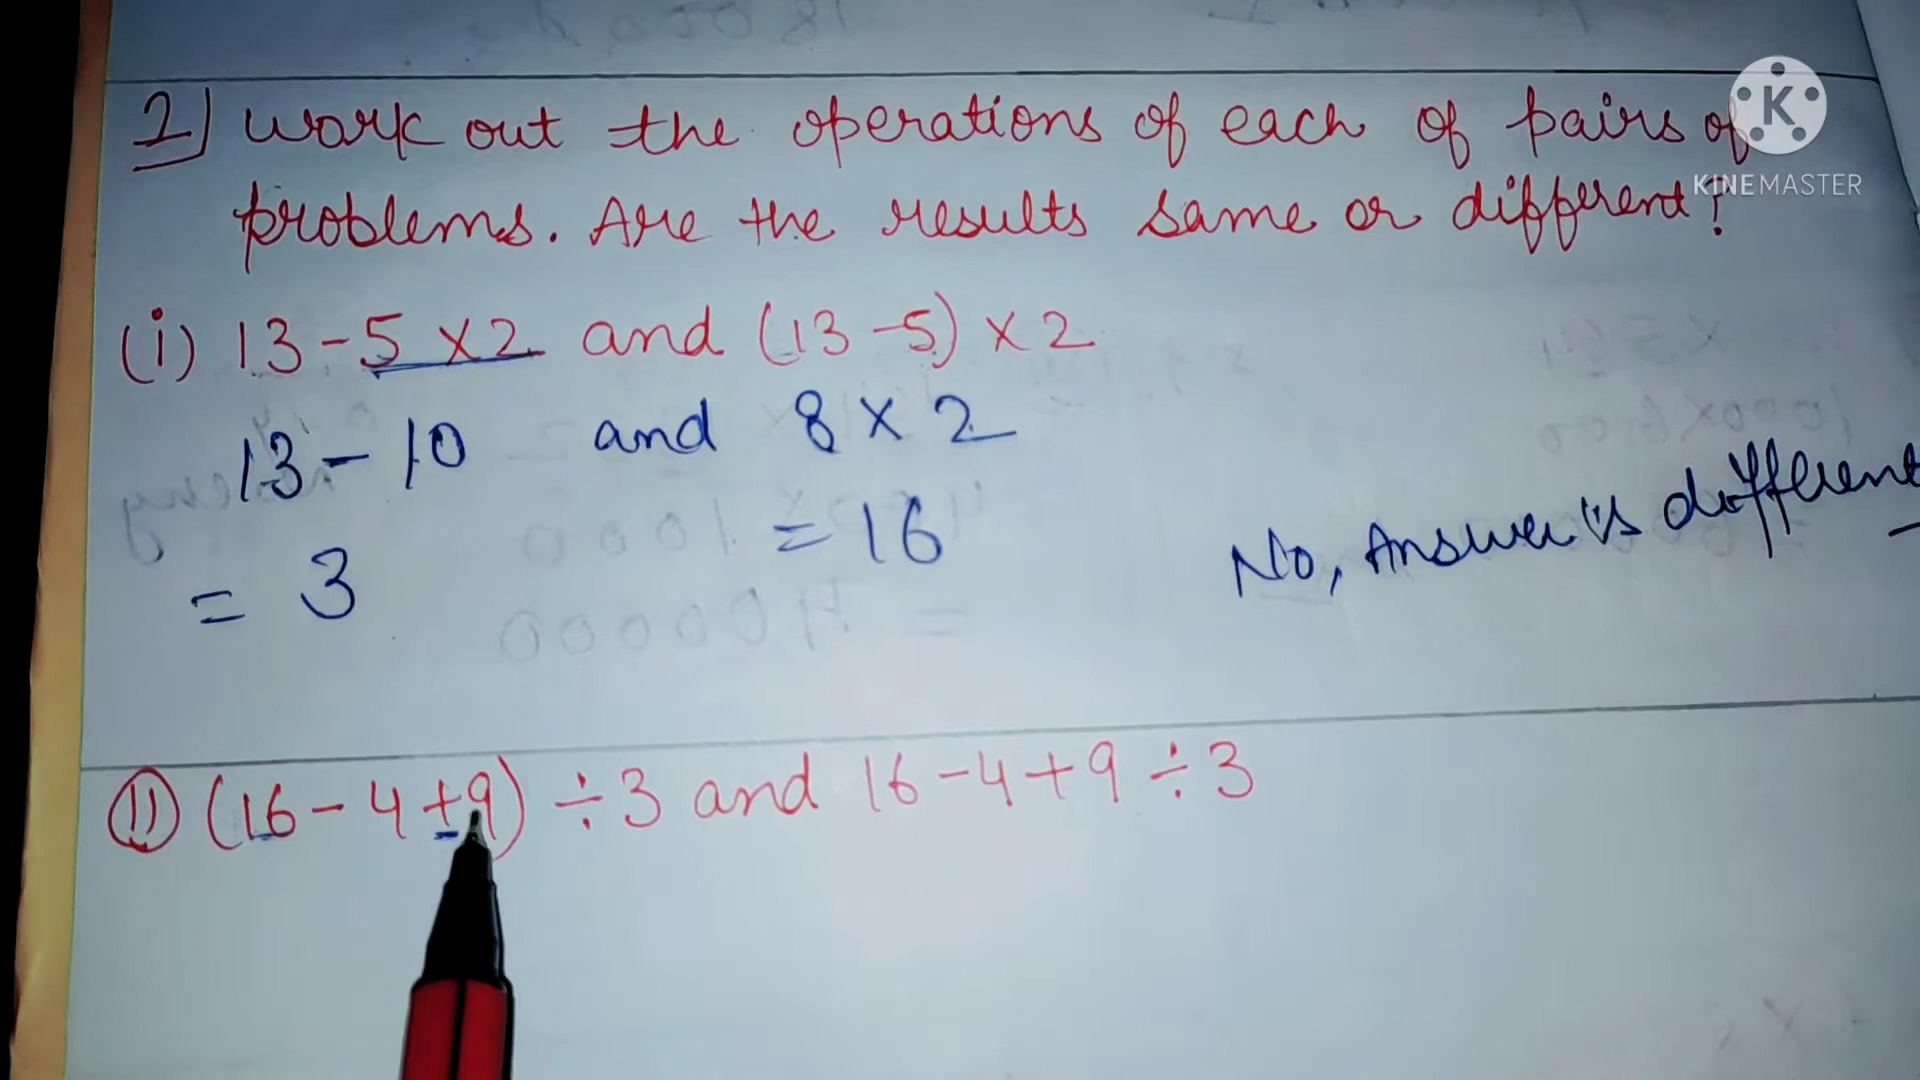 2) Work out the operations of each of pairs of
problems. Are the results same or different?
(i) 13 - 5 × 2 and (13 - 5) × 2
13 - 10 and 8 × 2
= 3
= 16
No, Answer is different
(ii) (16 - 4 + 9) ÷ 3 and 16 - 4 + 9 ÷ 3
K
KINEMASTER